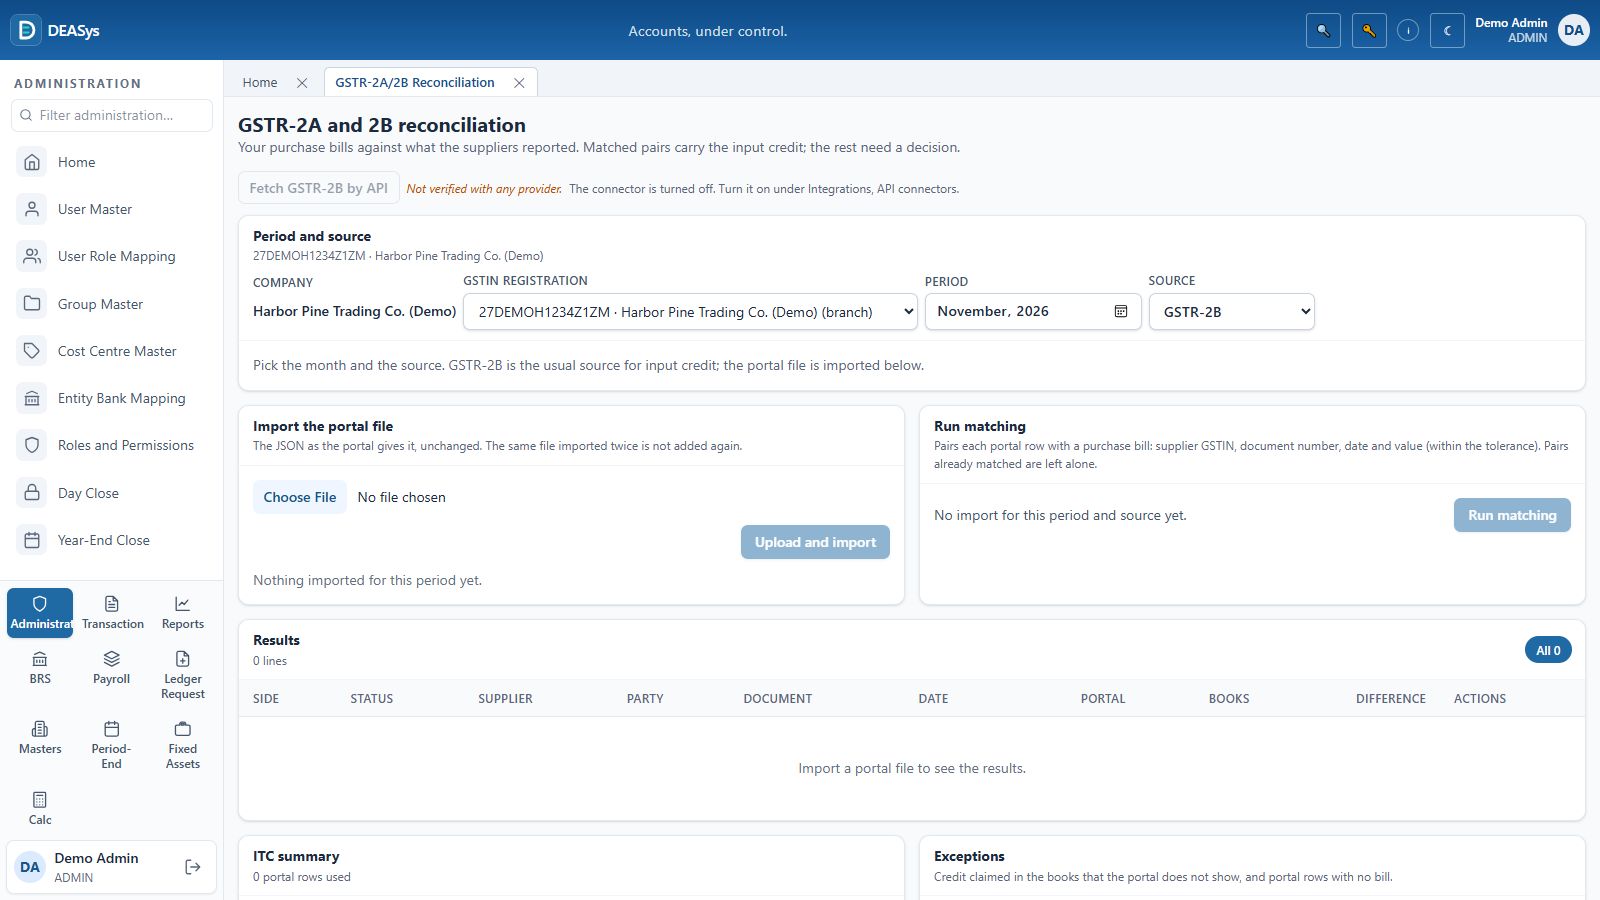 DEASys
Accounts, under control.
Demo Admin
ADMIN
DA
ADMINISTRATION
Filter administration...
Home
User Master
User Role Mapping
Group Master
Cost Centre Master
Entity Bank Mapping
Roles and Permissions
Day Close
Year-End Close
Administrat
Transaction
Reports
BRS
Payroll
Ledger Request
Masters
Period-End
Fixed Assets
Calc
DA
Demo Admin
ADMIN
Home
GSTR-2A/2B Reconciliation
GSTR-2A and 2B reconciliation
Your purchase bills against what the suppliers reported. Matched pairs carry the input credit; the rest need a decision.
Fetch GSTR-2B by API
Not verified with any provider. The connector is turned off. Turn it on under Integrations, API connectors.
Period and source
27DEMOH1234Z1ZM · Harbor Pine Trading Co. (Demo)
COMPANY
Harbor Pine Trading Co. (Demo)
GSTIN REGISTRATION
27DEMOH1234Z1ZM · Harbor Pine Trading Co. (Demo) (branch)
PERIOD
November, 2026
SOURCE
GSTR-2B
Pick the month and the source. GSTR-2B is the usual source for input credit; the portal file is imported below.
Import the portal file
The JSON as the portal gives it, unchanged. The same file imported twice is not added again.
Choose File No file chosen
Upload and import
Nothing imported for this period yet.
Run matching
Pairs each portal row with a purchase bill: supplier GSTIN, document number, date and value (within the tolerance). Pairs
already matched are left alone.
No import for this period and source yet.
Run matching
Results
0 lines
All 0
SIDE STATUS SUPPLIER PARTY DOCUMENT DATE PORTAL BOOKS DIFFERENCE ACTIONS
Import a portal file to see the results.
ITC summary
0 portal rows used
Exceptions
Credit claimed in the books that the portal does not show, and portal rows with no bill.